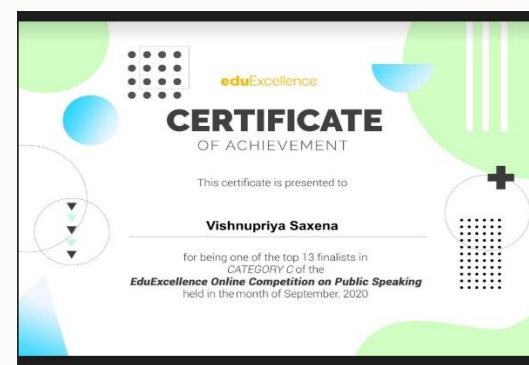 eduExcellence
CERTIFICATE
OF ACHIEVEMENT
This certificate is presented to
Vishnupriya Saxena
for being one of the top 13 finalists in
CATEGORY C of the
EduExcellence Online Competition on Public Speaking
held in the month of September, 2020